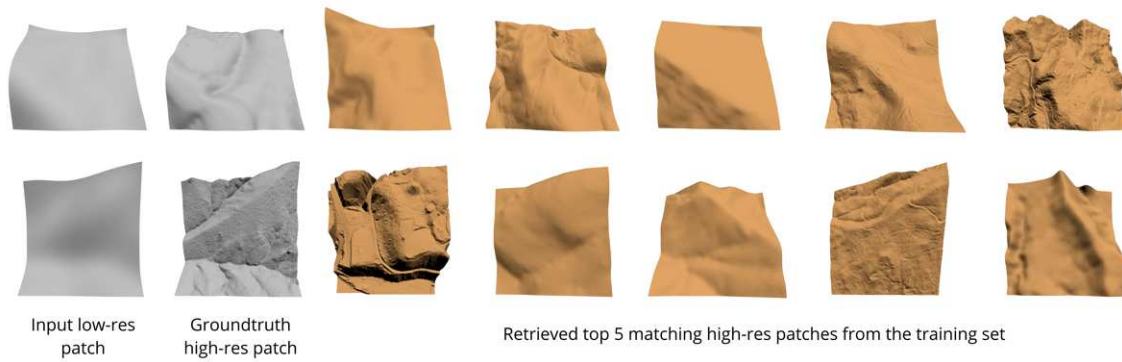 Input low-res
patch
Groundtruth
high-res patch
Retrieved top 5 matching high-res patches from the training set